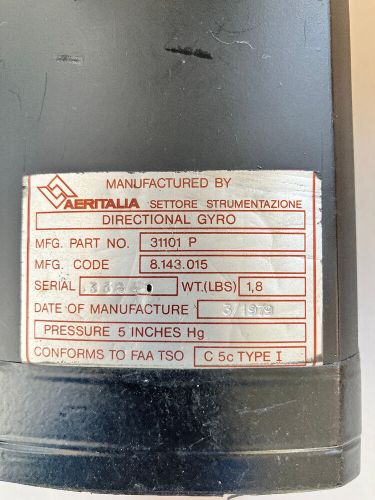 MANUFACTURED BY
AERITALIA SETTORE STRUMENTAZIONE
DIRECTIONAL GYRO
MFG. PART NO. 31101 P
MFG. CODE 8.143.015
SERIAL WT.(LBS) 1,8
DATE OF MANUFACTURE 3/1979
PRESSURE 5 INCHES Hg
CONFORMS TO FAA TSO C 5c TYPE I